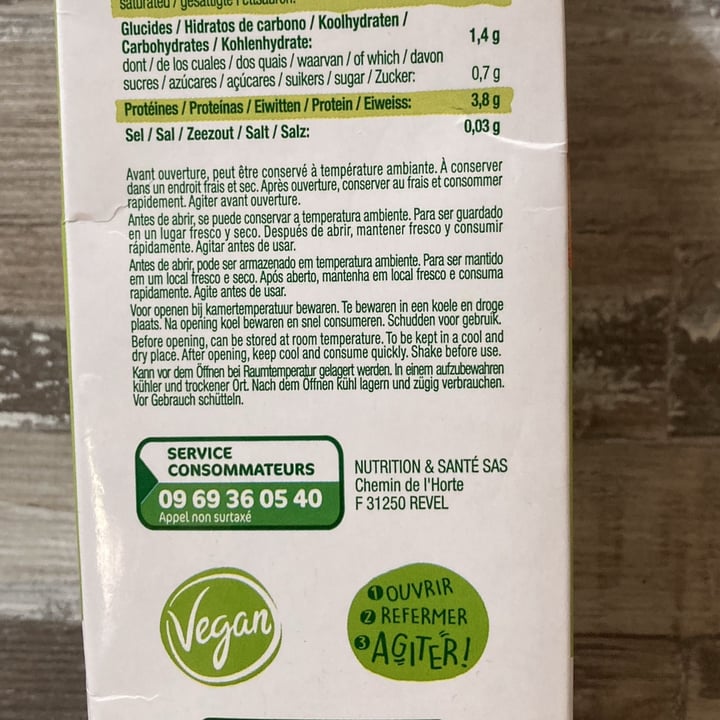 saturated / gesättigte Fettsäuren:
Glucides / Hidratos de carbono / Koolhydraten /
Carbohydrates / Kohlenhydrate: 1,4 g
dont / de los cuales / dos quais / waarvan / of which / davon
sucres / azúcares / açúcares / suikers / sugar / Zucker: 0,7 g
Protéines / Proteínas / Eiwitten / Protein / Eiweiss: 3,8 g
Sel / Sal / Zeezout / Salt / Salz: 0,03 g
Avant ouverture, peut être conservé à température ambiante. À conserver
dans un endroit frais et sec. Après ouverture, conserver au frais et consommer
rapidement. Agiter avant ouverture.
Antes de abrir, se puede conservar a temperatura ambiente. Para ser guardado
en un lugar fresco y seco. Después de abrir, mantener fresco y consumir
rápidamente. Agitar antes de usar.
Antes de abrir, pode ser armazenado em temperatura ambiente. Para ser mantido
em um local fresco e seco. Após aberto, mantenha em local fresco e consuma
rapidamente. Agite antes de usar.
Voor openen bij kamertemperatuur bewaren. Te bewaren in een koele en droge
plaats. Na opening koel bewaren en snel consumeren. Schudden voor gebruik.
Before opening, can be stored at room temperature. To be kept in a cool and
dry place. After opening, keep cool and consume quickly. Shake before use.
Kann vor dem Öffnen bei Raumtemperatur gelagert werden. In einem aufzubewahren
kühler und trockener Ort. Nach dem Öffnen kühl lagern und zügig verbrauchen.
Vor Gebrauch schütteln.
SERVICE
CONSOMMATEURS
09 69 36 05 40
Appel non surtaxé
NUTRITION & SANTÉ SAS
Chemin de l'Horte
F 31250 REVEL
Vegan
1 OUVRIR
2 REFERMER
3 AGITER!